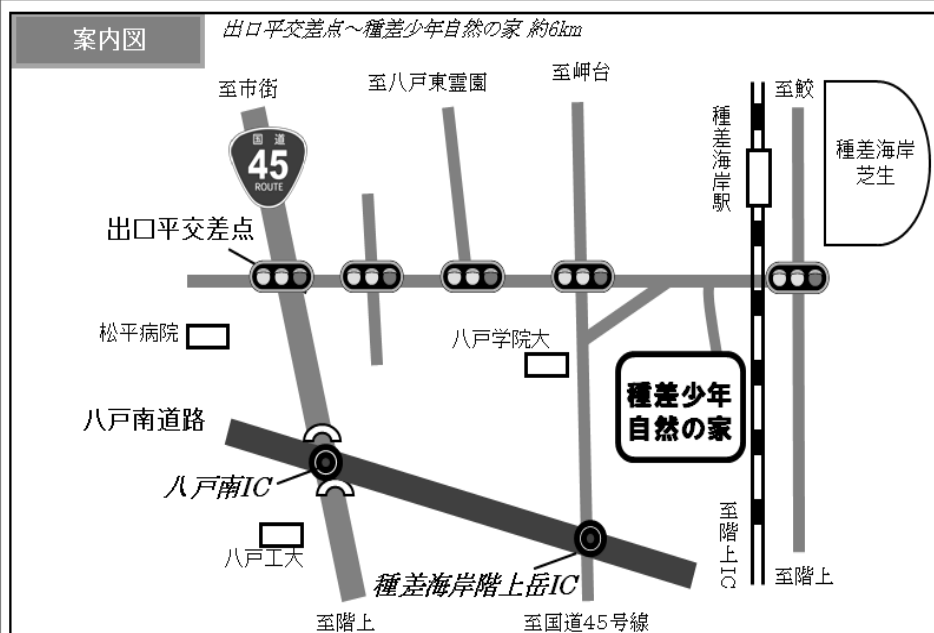 案内図
出口平交差点～種差少年自然の家 約6km
至市街
至八戸東霊園
至岬台
至鮫
国道
45
ROUTE
種差海岸駅
種差海岸
芝生
出口平交差点
松平病院
八戸学院大
種差少年
自然の家
八戸南道路
八戸南IC
八戸工大
種差海岸階上岳IC
至階上IC
至階上
至階上
至国道45号線